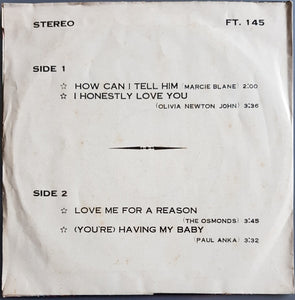 STEREO FT. 145
SIDE 1
☆ HOW CAN I TELL HIM (MARCIE BLANE) 2:00
☆ I HONESTLY LOVE YOU
(OLIVIA NEWTON JOHN) 3:36
SIDE 2
☆ LOVE ME FOR A REASON
(THE OSMONDS) 3:45
☆ (YOU'RE) HAVING MY BABY
(PAUL ANKA) 3:32